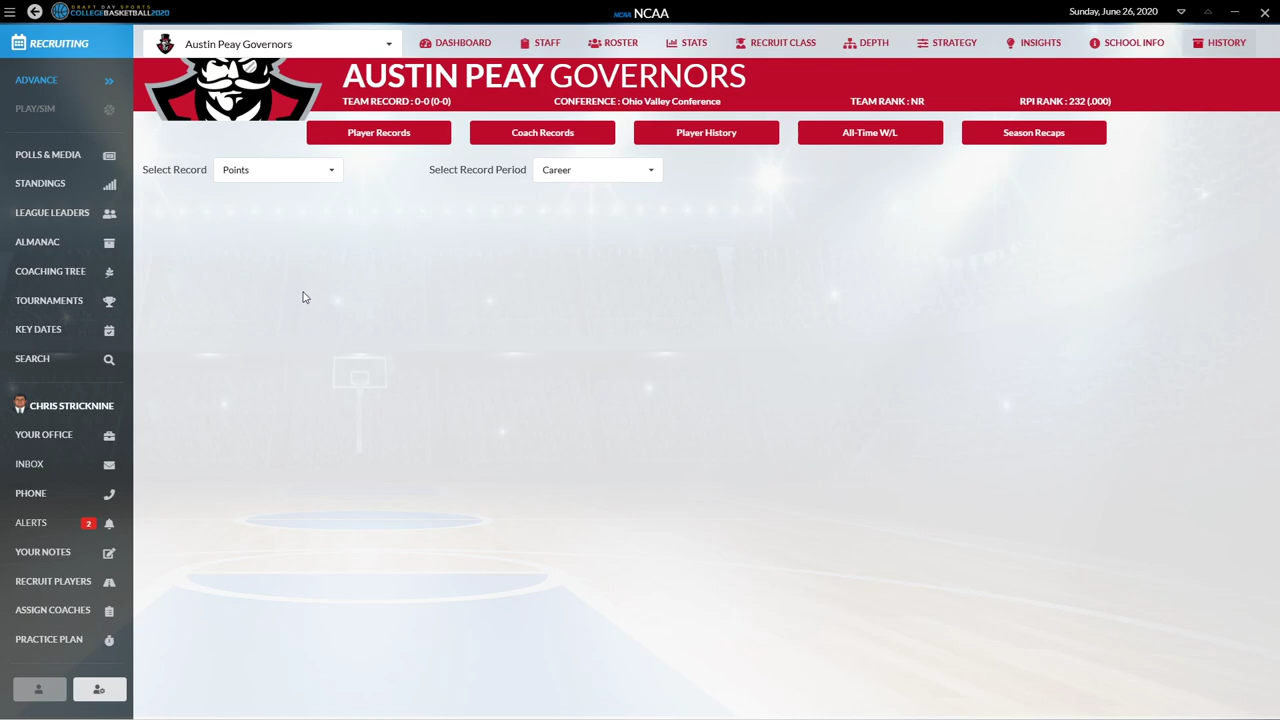 DRAFT DAY SPORTS
COLLEGEBASKETBALL2020
NCAA NCAA
Sunday, June 26, 2020
RECRUITING
Austin Peay Governors
DASHBOARD STAFF ROSTER STATS RECRUIT CLASS DEPTH STRATEGY INSIGHTS SCHOOL INFO HISTORY
ADVANCE
PLAY/SIM
POLLS & MEDIA
STANDINGS
LEAGUE LEADERS
ALMANAC
COACHING TREE
TOURNAMENTS
KEY DATES
SEARCH
CHRIS STRICKNINE
YOUR OFFICE
INBOX
PHONE
ALERTS 2
YOUR NOTES
RECRUIT PLAYERS
ASSIGN COACHES
PRACTICE PLAN
AUSTIN PEAY GOVERNORS
TEAM RECORD : 0-0 (0-0) CONFERENCE : Ohio Valley Conference TEAM RANK : NR RPI RANK : 232 (.000)
Player Records Coach Records Player History All-Time W/L Season Recaps
Select Record Points Select Record Period Career